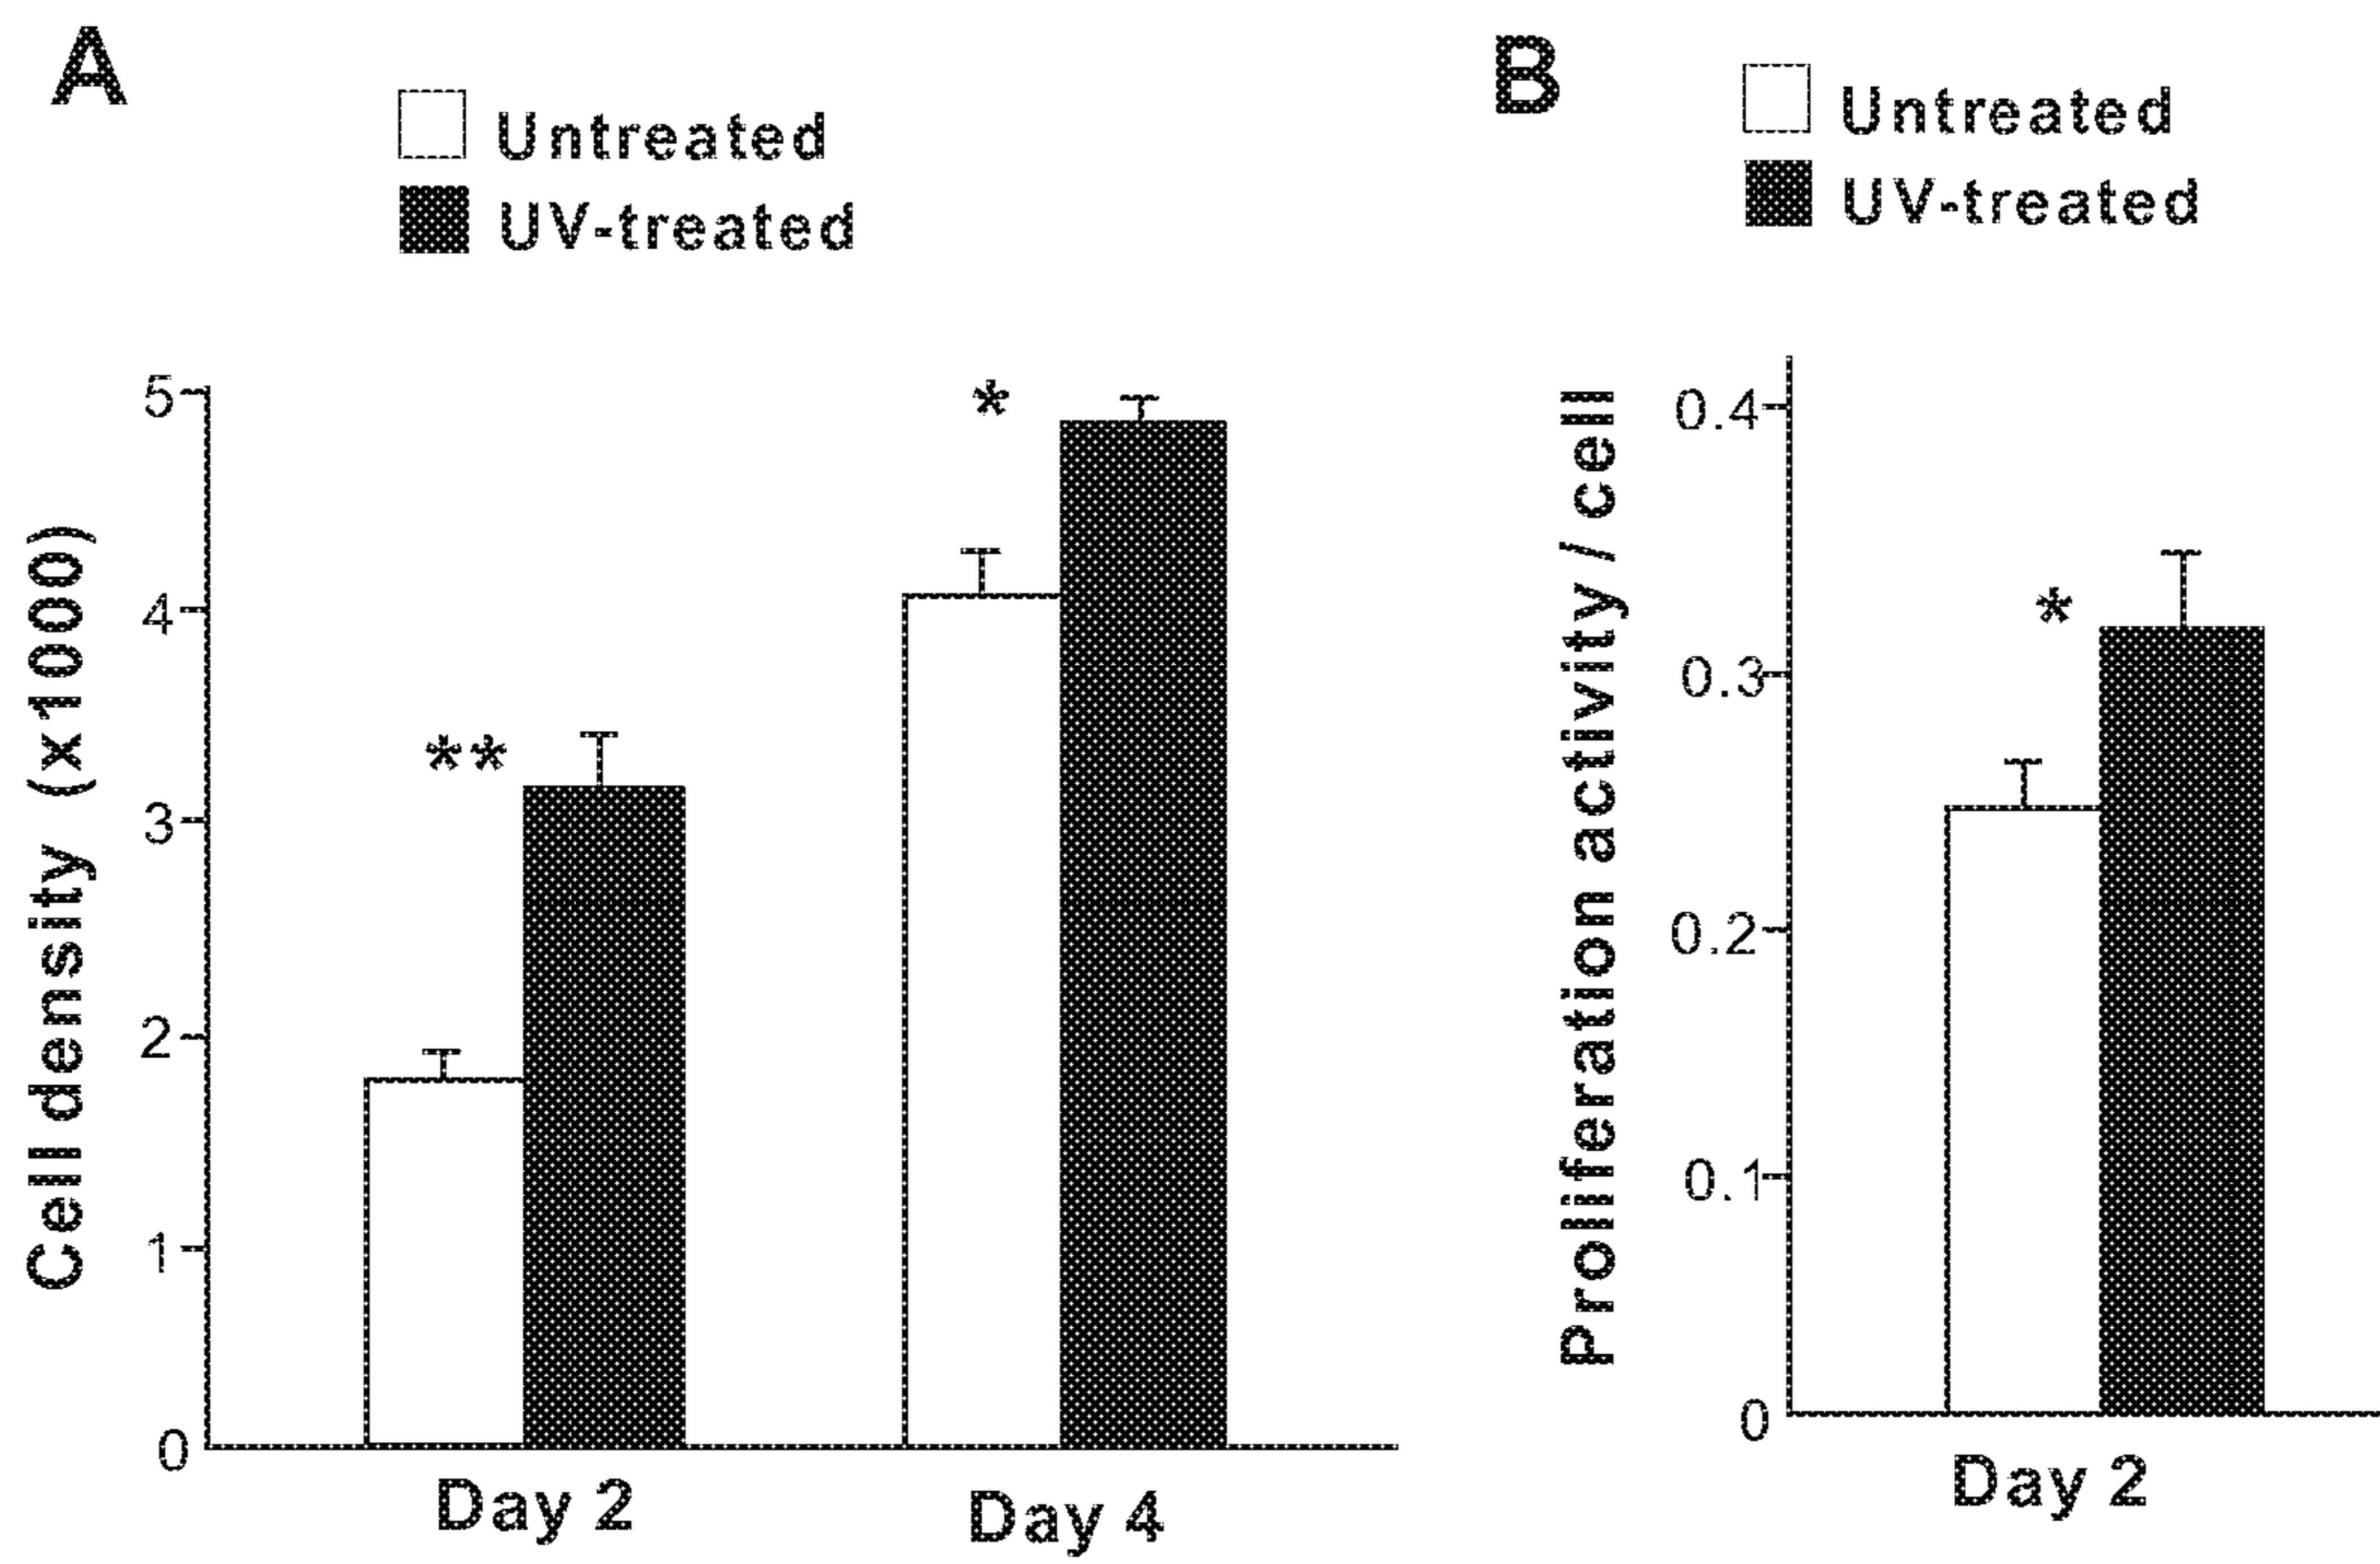 A
Untreated
UV-treated
Cell density (x1000)
5
4
3
2
1
0
**
*
Day 2
Day 4
B
Untreated
UV-treated
Proliferation activity / cell
0.4
0.3
0.2
0.1
0
*
Day 2